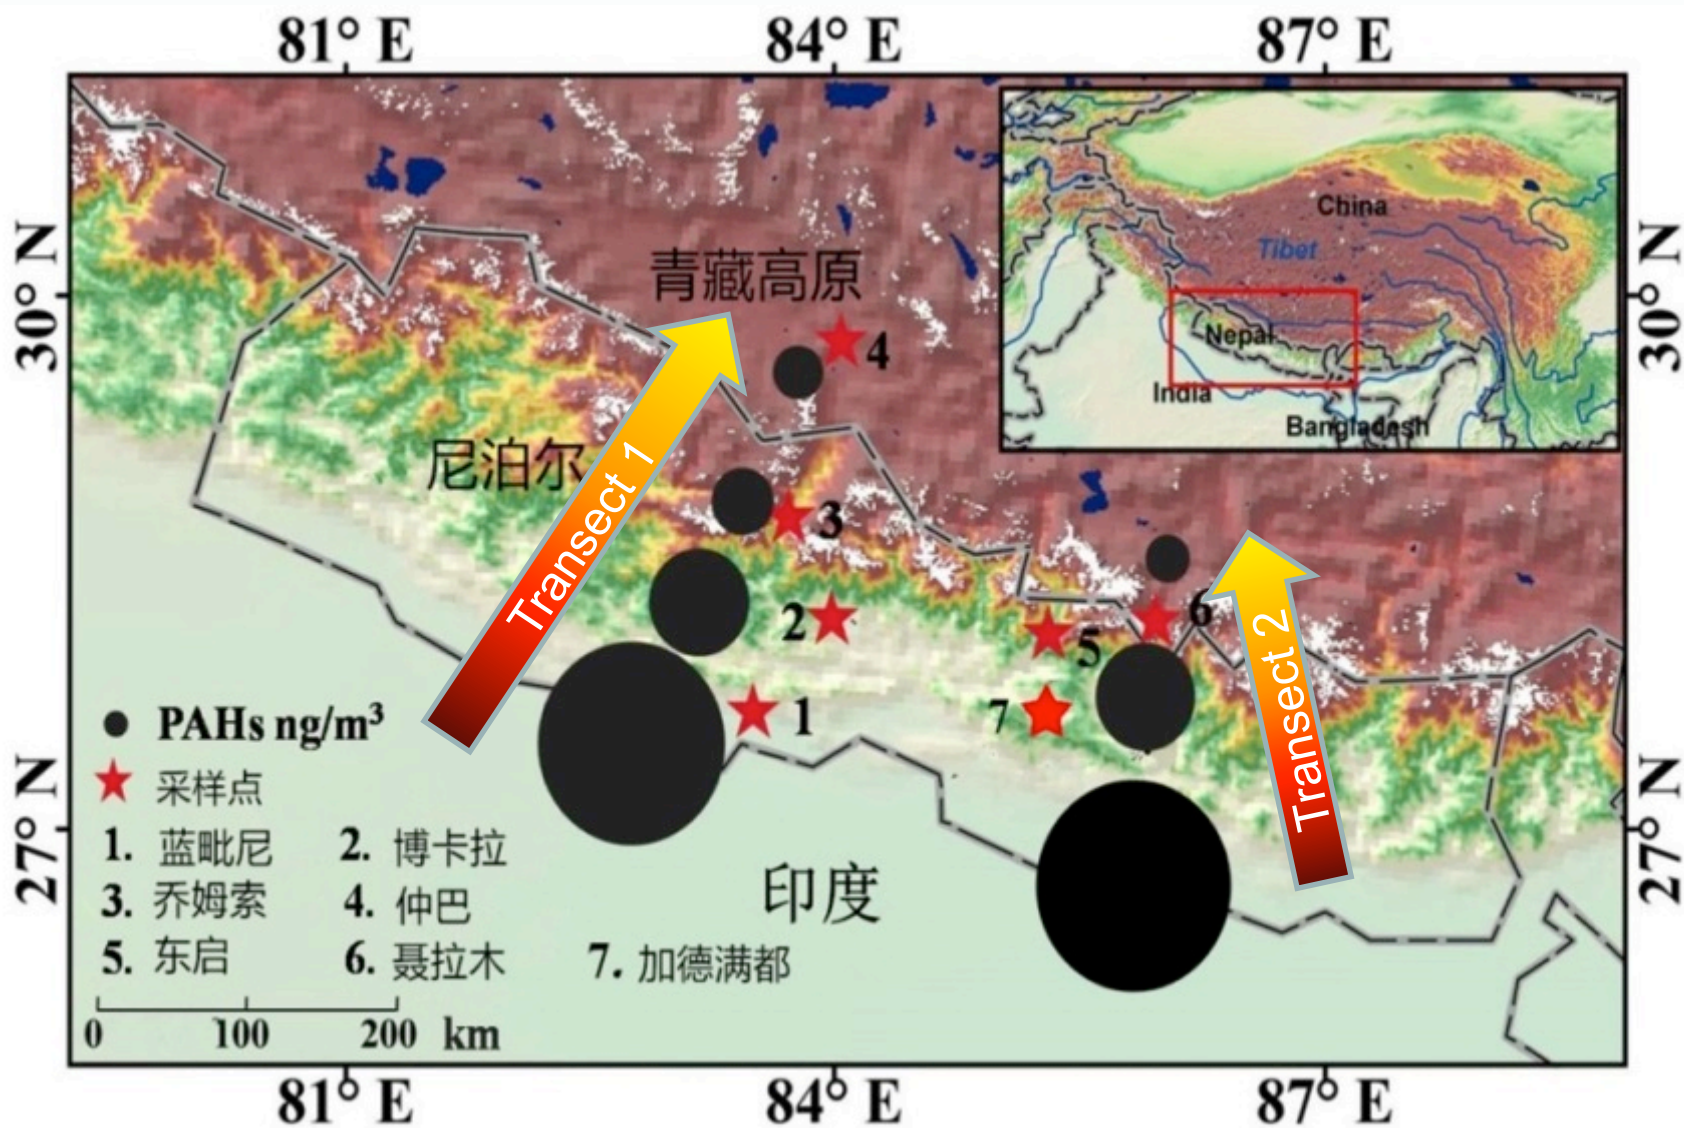 81° E 84° E 87° E
30° N
30° N
27° N
27° N
China
Tibet
Nepal
India
Bangladesh
青藏高原
4
尼泊尔
3
Transect 1
2
6
5
1
7
Transect 2
PAHs ng/m³
采样点
1. 蓝毗尼 2. 博卡拉
3. 乔姆索 4. 仲巴
5. 东启 6. 聂拉木 7. 加德满都
印度
0 100 200 km
81° E 84° E 87° E